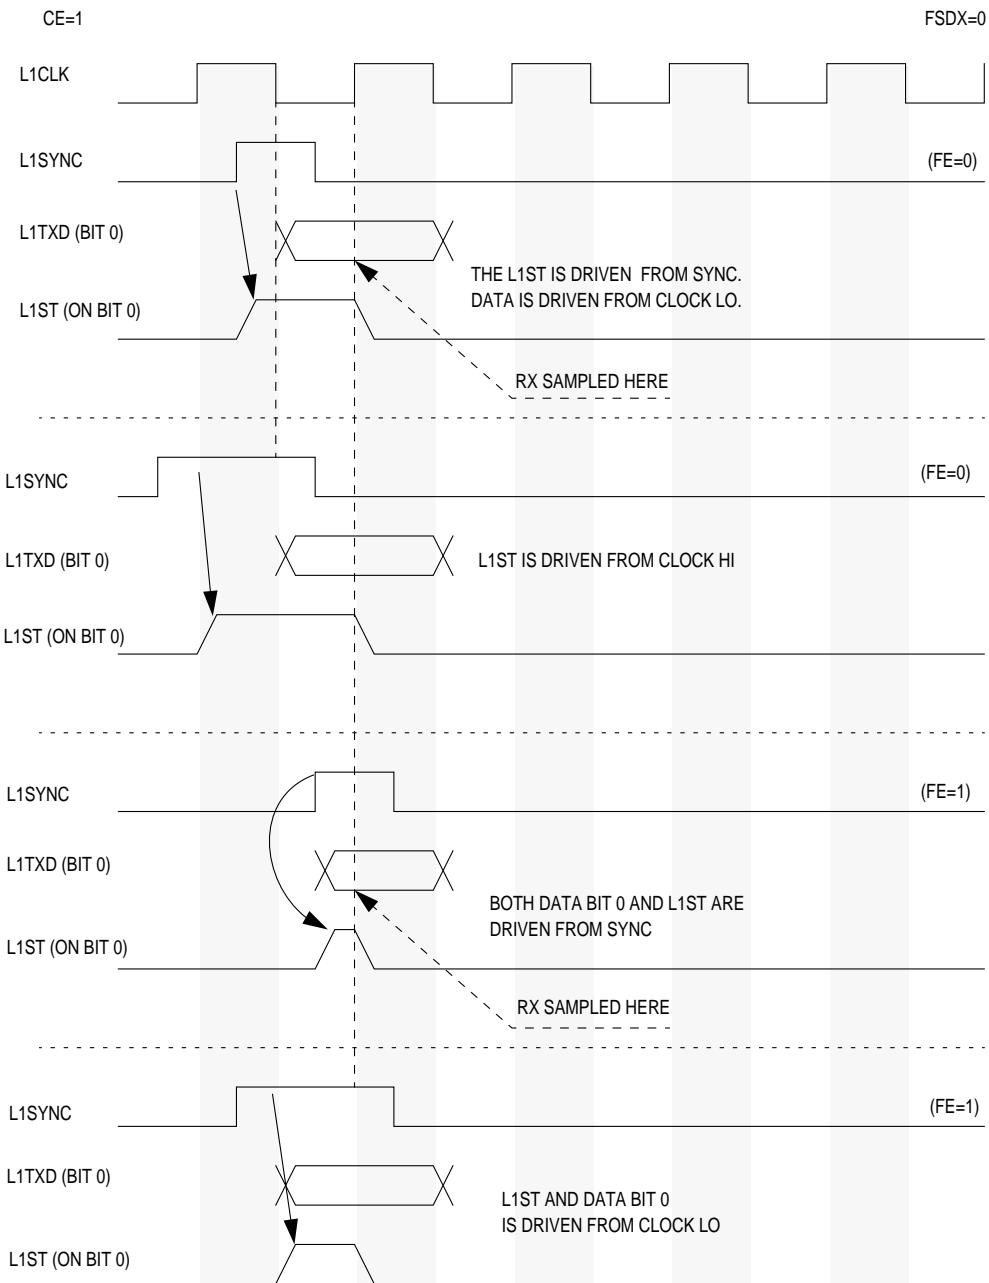 CE=1
FSDX=0
L1CLK
L1SYNC
(FE=0)
L1TXD (BIT 0)
THE L1ST IS DRIVEN FROM SYNC.
DATA IS DRIVEN FROM CLOCK LO.
L1ST (ON BIT 0)
RX SAMPLED HERE
L1SYNC
(FE=0)
L1TXD (BIT 0)
L1ST IS DRIVEN FROM CLOCK HI
L1ST (ON BIT 0)
L1SYNC
(FE=1)
L1TXD (BIT 0)
BOTH DATA BIT 0 AND L1ST ARE
DRIVEN FROM SYNC
L1ST (ON BIT 0)
RX SAMPLED HERE
L1SYNC
(FE=1)
L1TXD (BIT 0)
L1ST AND DATA BIT 0
IS DRIVEN FROM CLOCK LO
L1ST (ON BIT 0)